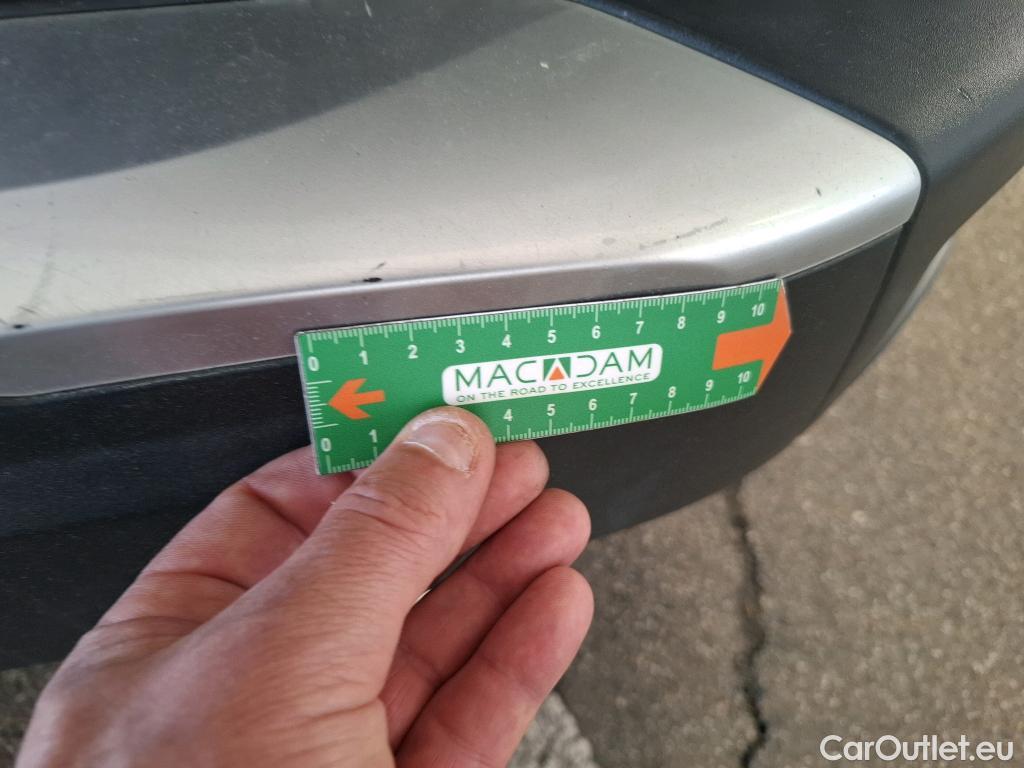 0 1 2 3 4 5 6 7 8 9 10
MACADAM
ON THE ROAD TO EXCELLENCE
0 1 4 5 6 7 8 9 10
CarOutlet.eu